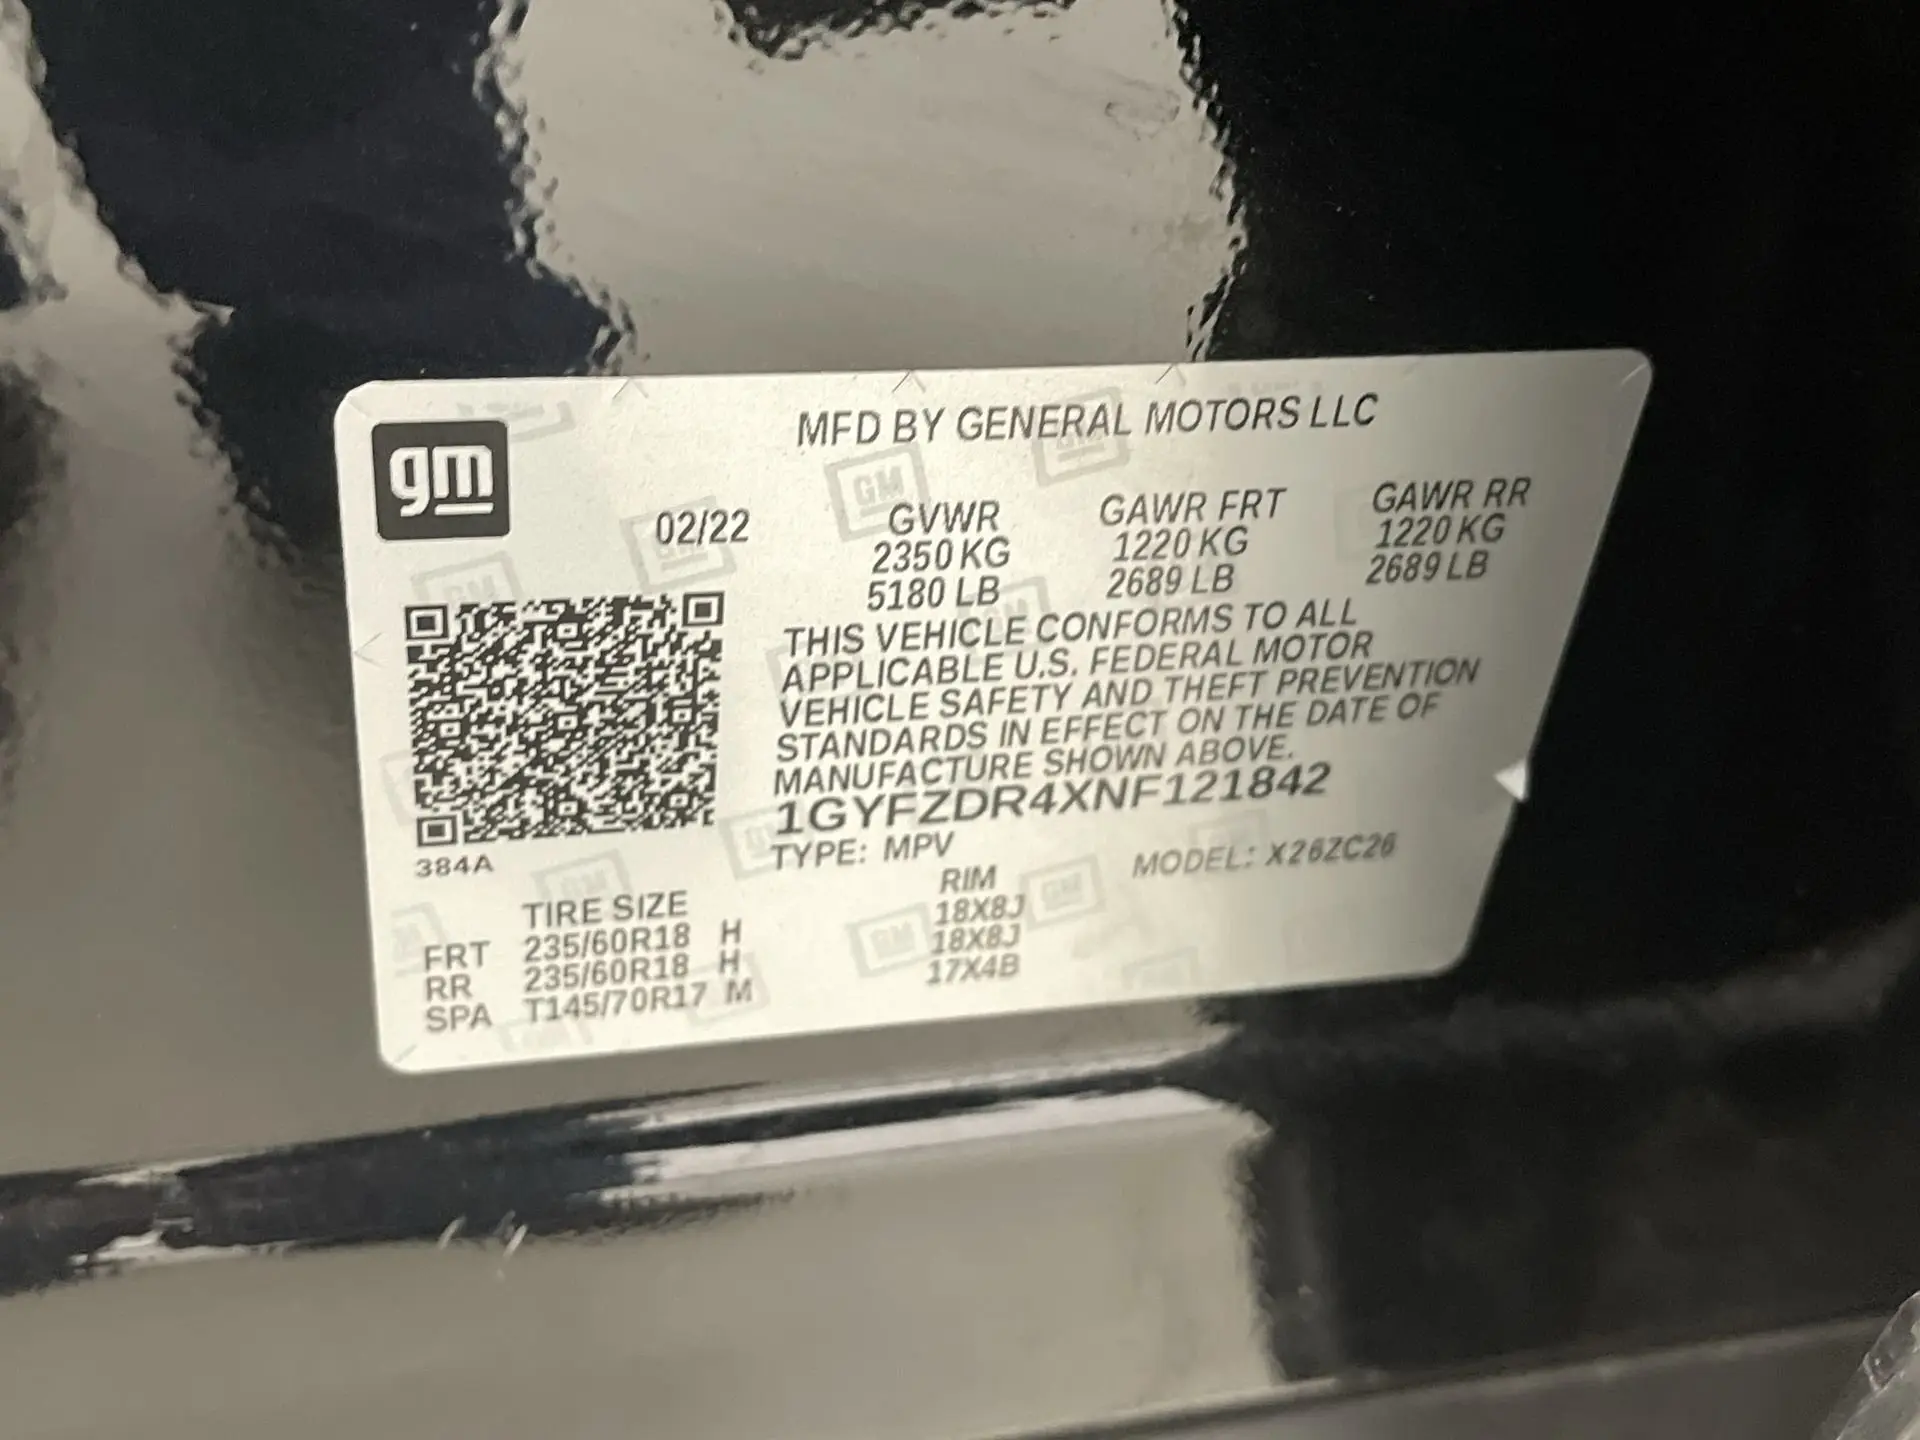 MFD BY GENERAL MOTORS LLC
gm
02/22
GVWR GAWR FRT GAWR RR
2350 KG 1220 KG 1220 KG
5180 LB 2689 LB 2689 LB
THIS VEHICLE CONFORMS TO ALL
APPLICABLE U.S. FEDERAL MOTOR
VEHICLE SAFETY AND THEFT PREVENTION
STANDARDS IN EFFECT ON THE DATE OF
MANUFACTURE SHOWN ABOVE.
1GYFZDR4XNF121842
384A
TYPE: MPV MODEL: X26ZC26
TIRE SIZE RIM
FRT 235/60R18 H 18X8J
RR 235/60R18 H 18X8J
SPA T145/70R17 M 17X4B